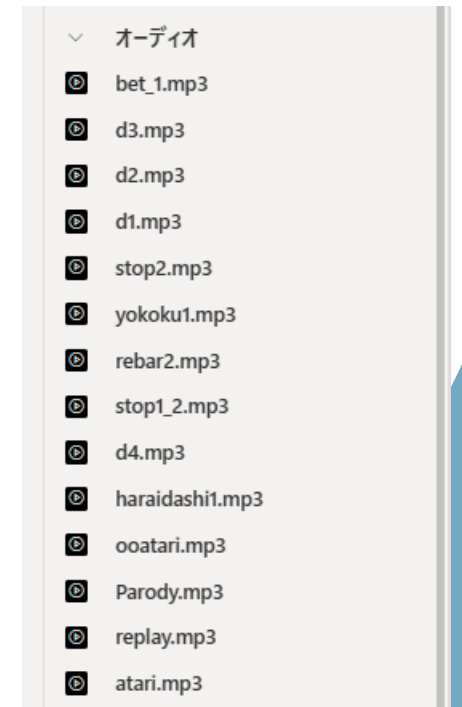 オーディオ
bet_1.mp3
d3.mp3
d2.mp3
d1.mp3
stop2.mp3
yokoku1.mp3
rebar2.mp3
stop1_2.mp3
d4.mp3
haraidashi1.mp3
ooatari.mp3
Parody.mp3
replay.mp3
atari.mp3